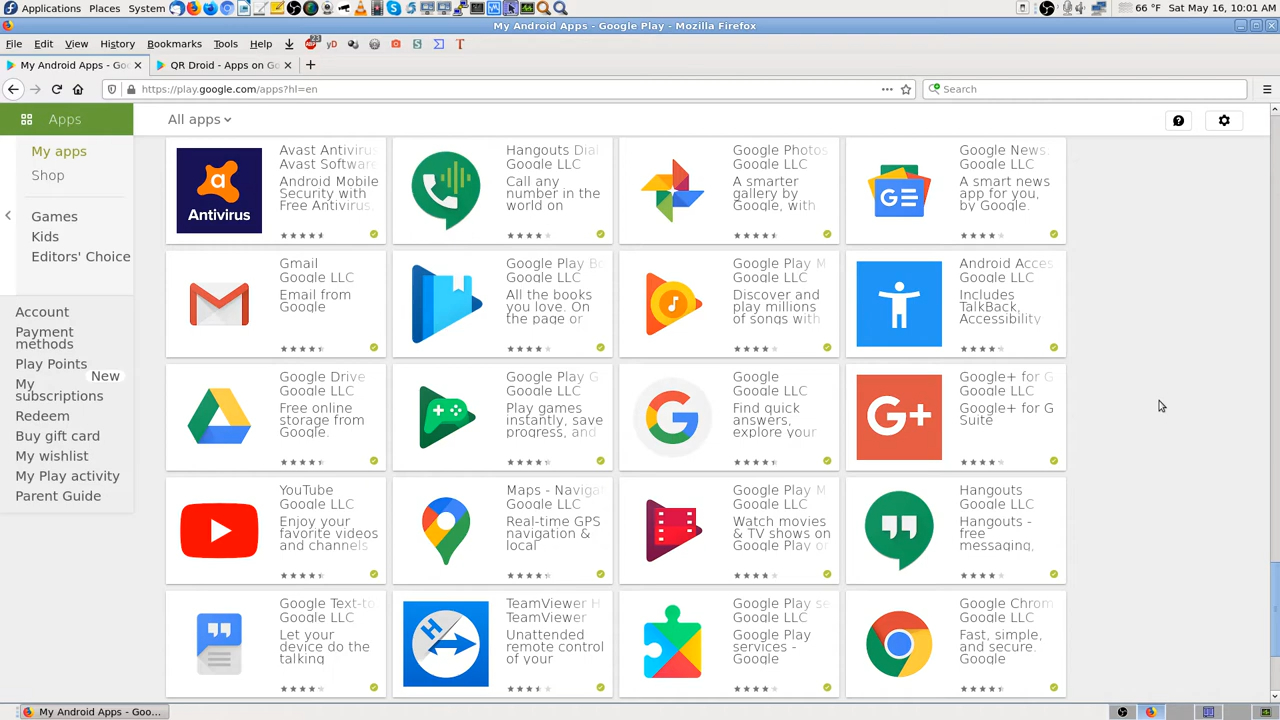 Applications Places System
66 °F Sat May 16, 10:01 AM
My Android Apps - Google Play - Mozilla Firefox
File Edit View History Bookmarks Tools Help 23 yD S T
My Android Apps - Goo
QR Droid - Apps on Go
https://play.google.com/apps?hl=en
Search
Apps
All apps
My apps
Shop
Games
Kids
Editors' Choice
Account
Payment
methods
Play Points
My
New
subscriptions
Redeem
Buy gift card
My wishlist
My Play activity
Parent Guide
Antivirus
Avast Antivirus
Avast Software
Android Mobile
Security with
Free Antivirus.
Hangouts Dial
Google LLC
Call any
number in the
world on
Google Photos
Google LLC
A smarter
gallery by
Google, with
GE
Google News:
Google LLC
A smart news
app for you,
by Google.
Gmail
Google LLC
Email from
Google
Google Play Bo
Google LLC
All the books
you love. On
the page or
Google Play M
Google LLC
Discover and
play millions
of songs with
Android Acces
Google LLC
Includes
TalkBack,
Accessibility
Google Drive
Google LLC
Free online
storage from
Google.
Google Play G
Google LLC
Play games
instantly, save
progress, and
G
Google
Google LLC
Find quick
answers,
explore your
G+
Google+ for G
Google LLC
Google+ for G
Suite
YouTube
Google LLC
Enjoy your
favorite videos
and channels
Maps - Navigat
Google LLC
Real-time GPS
navigation &
local
Google Play M
Google LLC
Watch movies
& TV shows on
Google Play or
Hangouts
Google LLC
Hangouts -
free
messaging,
Google Text-to
Google LLC
Let your
device do the
talking
H
TeamViewer H
TeamViewer
Unattended
remote control
of your
Google Play se
Google LLC
Google Play
services -
Google
Google Chrom
Google LLC
Fast, simple,
and secure.
Google
My Android Apps - Goo...